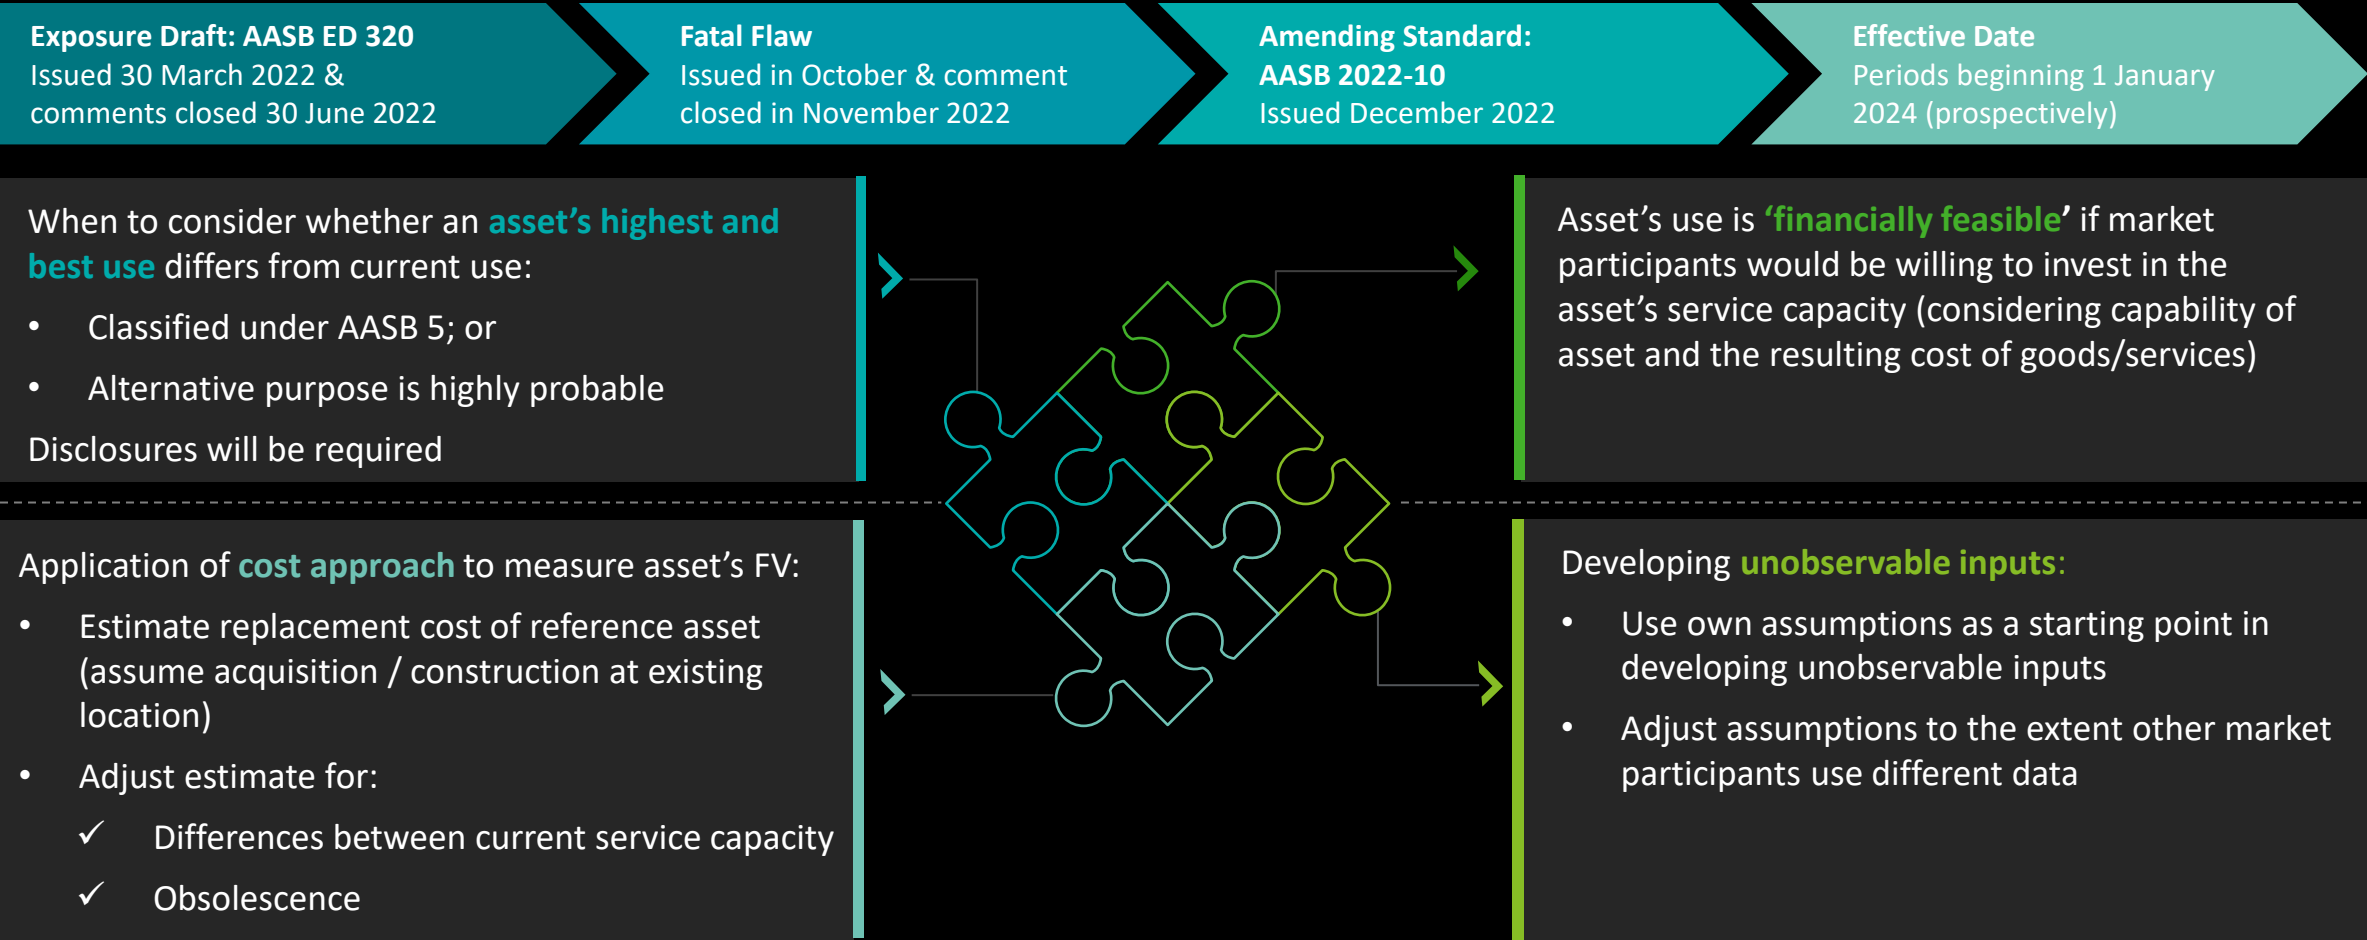 Exposure Draft: AASB ED 320
Issued 30 March 2022 &
comments closed 30 June 2022
Fatal Flaw
Issued in October & comment
closed in November 2022
Amending Standard:
AASB 2022-10
Issued December 2022
Effective Date
Periods beginning 1 January
2024 (prospectively)
When to consider whether an asset’s highest and
best use differs from current use:
• Classified under AASB 5; or
• Alternative purpose is highly probable
Disclosures will be required
Asset’s use is ‘financially feasible’ if market
participants would be willing to invest in the
asset’s service capacity (considering capability of
asset and the resulting cost of goods/services)
Application of cost approach to measure asset’s FV:
• Estimate replacement cost of reference asset
(assume acquisition / construction at existing
location)
• Adjust estimate for:
✓ Differences between current service capacity
✓ Obsolescence
Developing unobservable inputs:
• Use own assumptions as a starting point in
developing unobservable inputs
• Adjust assumptions to the extent other market
participants use different data